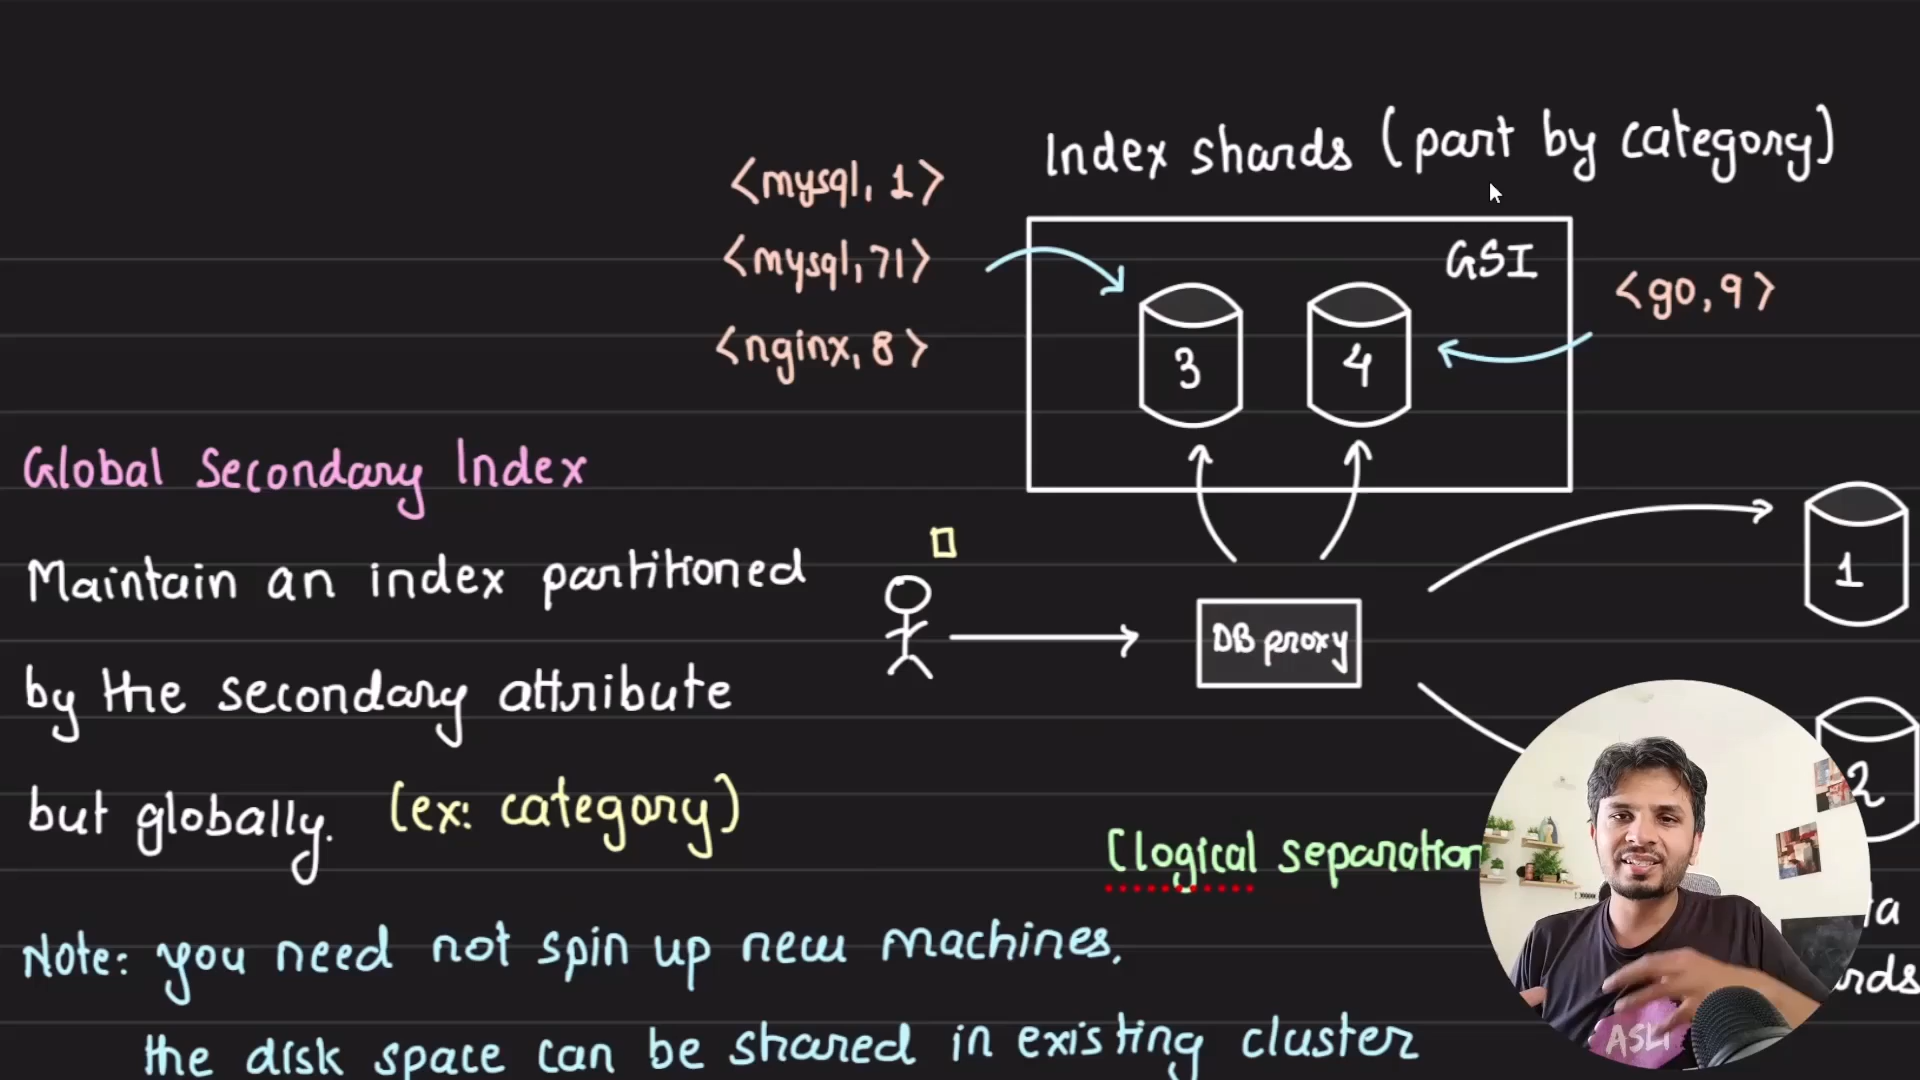 Index shards (part by category)
<mysql, 1>
<mysql, 71>
<nginx, 8>
GSI
<go, 9>
3
4
Global Secondary Index
Maintain an index partitioned
by the secondary attribute
but globally. (ex: category)
DB proxy
1
2
[logical separation
Note: you need not spin up new machines.
the disk space can be shared in existing cluster
ASLI